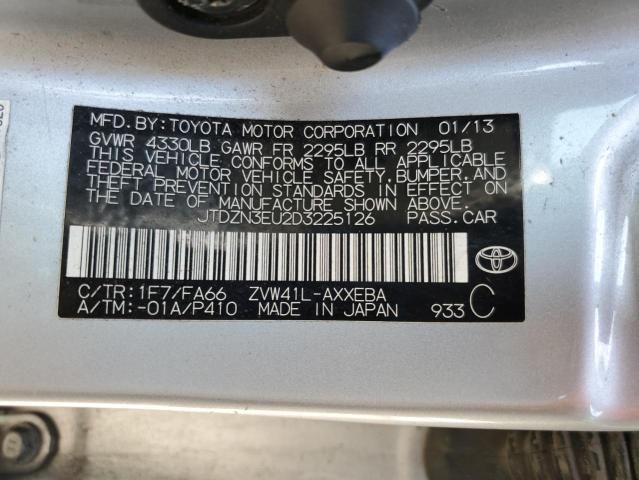 MFD.BY:TOYOTA MOTOR CORPORATION 01/13
GVWR 4330LB GAWR FR 2295LB RR 2295LB
THIS VEHICLE CONFORMS TO ALL APPLICABLE
FEDERAL MOTOR VEHICLE SAFETY.BUMPER.AND
THEFT PREVENTION STANDARDS IN EFFECT ON
THE DATE OF MANUFACTURE SHOWN ABOVE.
JTDZN3EU2D3225126 PASS.CAR
C/TR:1F7/FA66 ZVW41L-AXXEBA
A/TM:-01A/P410 MADE IN JAPAN 933 C